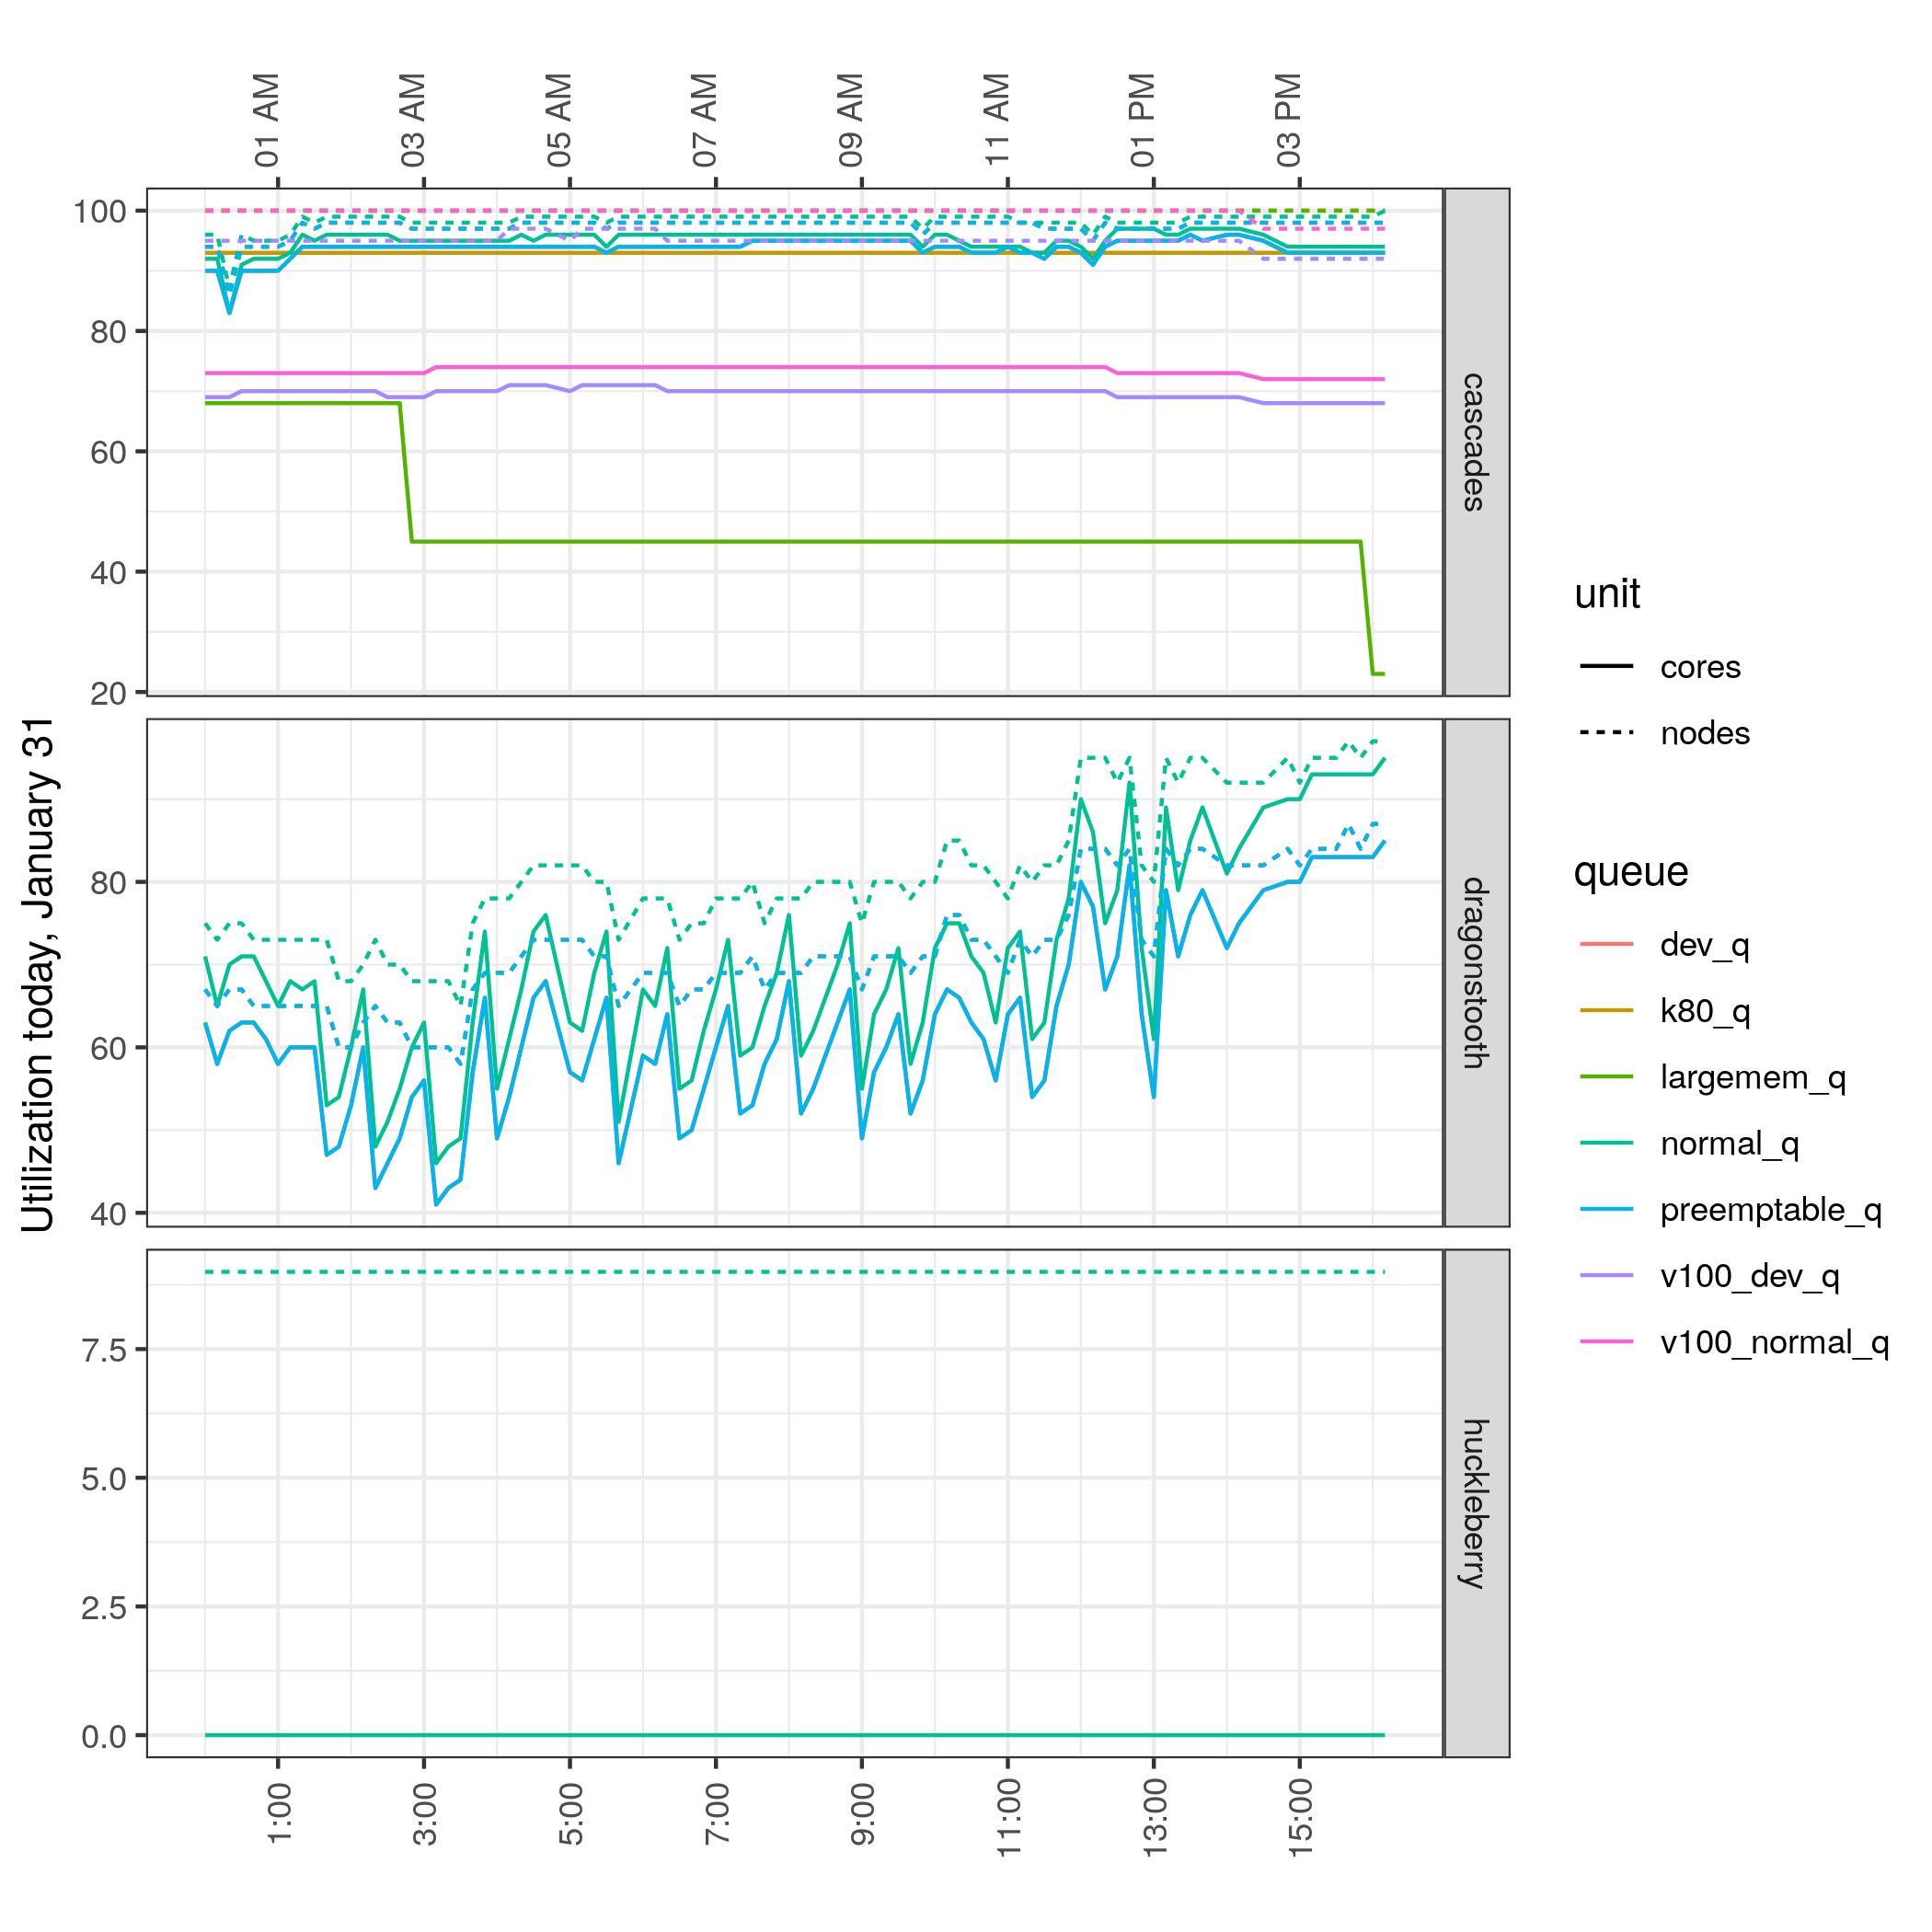 01 AM
03 AM
05 AM
07 AM
09 AM
11 AM
01 PM
03 PM
Utilization today, January 31
100
80
60
40
20
cascades
80
60
40
dragonstooth
7.5
5.0
2.5
0.0
huckleberry
1:00
3:00
5:00
7:00
9:00
11:00
13:00
15:00
unit
cores
nodes
queue
dev_q
k80_q
largemem_q
normal_q
preemptable_q
v100_dev_q
v100_normal_q